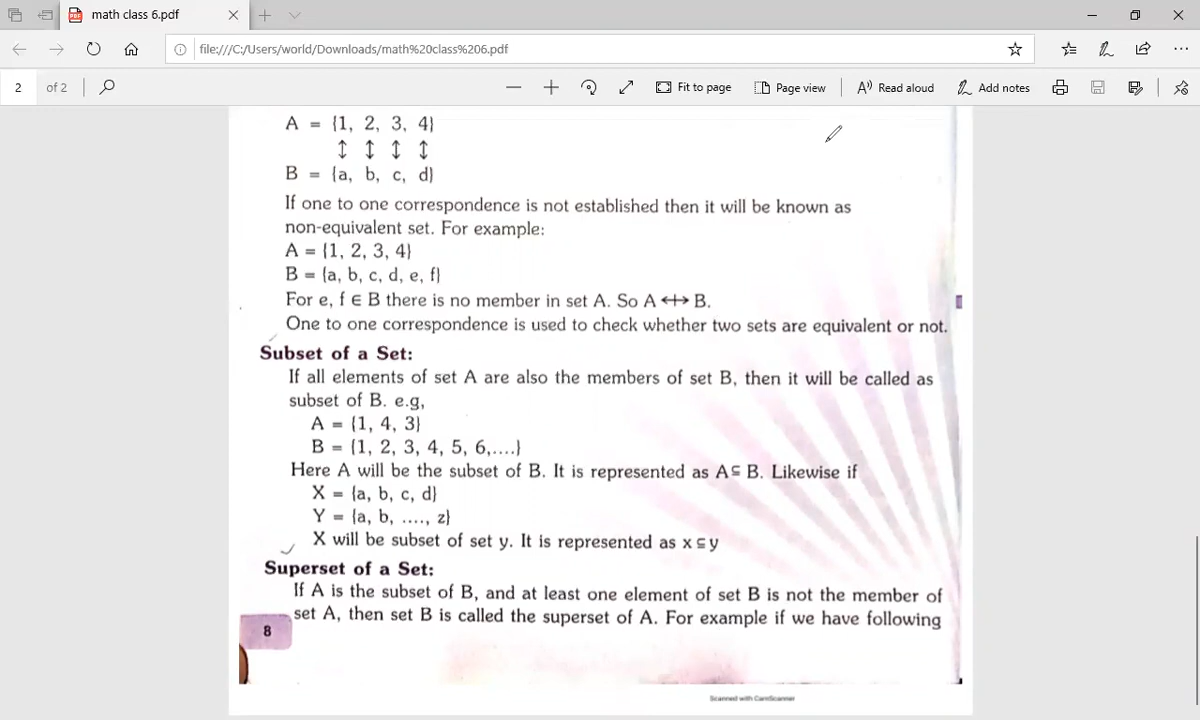 math class 6.pdf
file:///C:/Users/world/Downloads/math%20class%206.pdf
2 of 2 Fit to page Page view Read aloud Add notes
A = {1, 2, 3, 4}
↕ ↕ ↕ ↕
B = {a, b, c, d}
If one to one correspondence is not established then it will be known as
non-equivalent set. For example:
A = {1, 2, 3, 4}
B = {a, b, c, d, e, f}
For e, f ∈ B there is no member in set A. So A ↮ B.
One to one correspondence is used to check whether two sets are equivalent or not.
Subset of a Set:
If all elements of set A are also the members of set B, then it will be called as
subset of B. e.g,
A = {1, 4, 3}
B = {1, 2, 3, 4, 5, 6,....}
Here A will be the subset of B. It is represented as A⊆ B. Likewise if
X = {a, b, c, d}
Y = {a, b, ...., z}
X will be subset of set y. It is represented as x⊆y
Superset of a Set:
If A is the subset of B, and at least one element of set B is not the member of
set A, then set B is called the superset of A. For example if we have following
8
Scanned with CamScanner